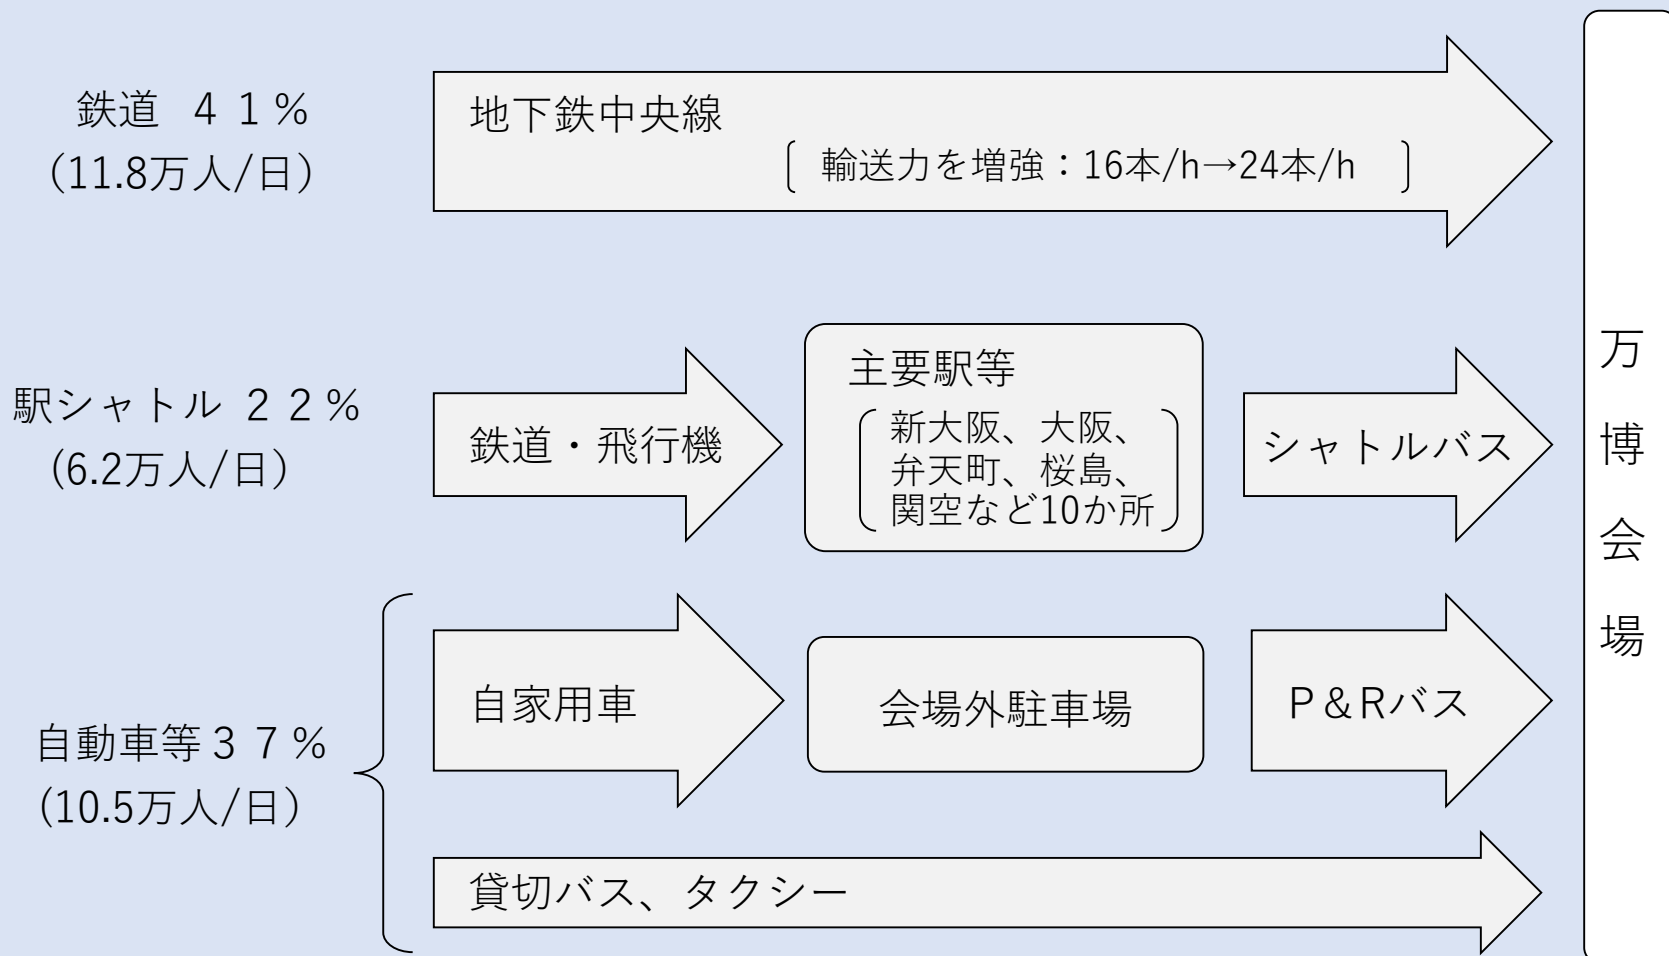 鉄道 ４１%
(11.8万人/日)
地下鉄中央線
〔 輸送力を増強：16本/h→24本/h 〕
駅シャトル ２２%
(6.2万人/日)
鉄道・飛行機
主要駅等
新大阪、大阪、
弁天町、桜島、
関空など10か所
シャトルバス
自動車等３７%
(10.5万人/日)
自家用車
会場外駐車場
P＆Rバス
貸切バス、タクシー
万博会場